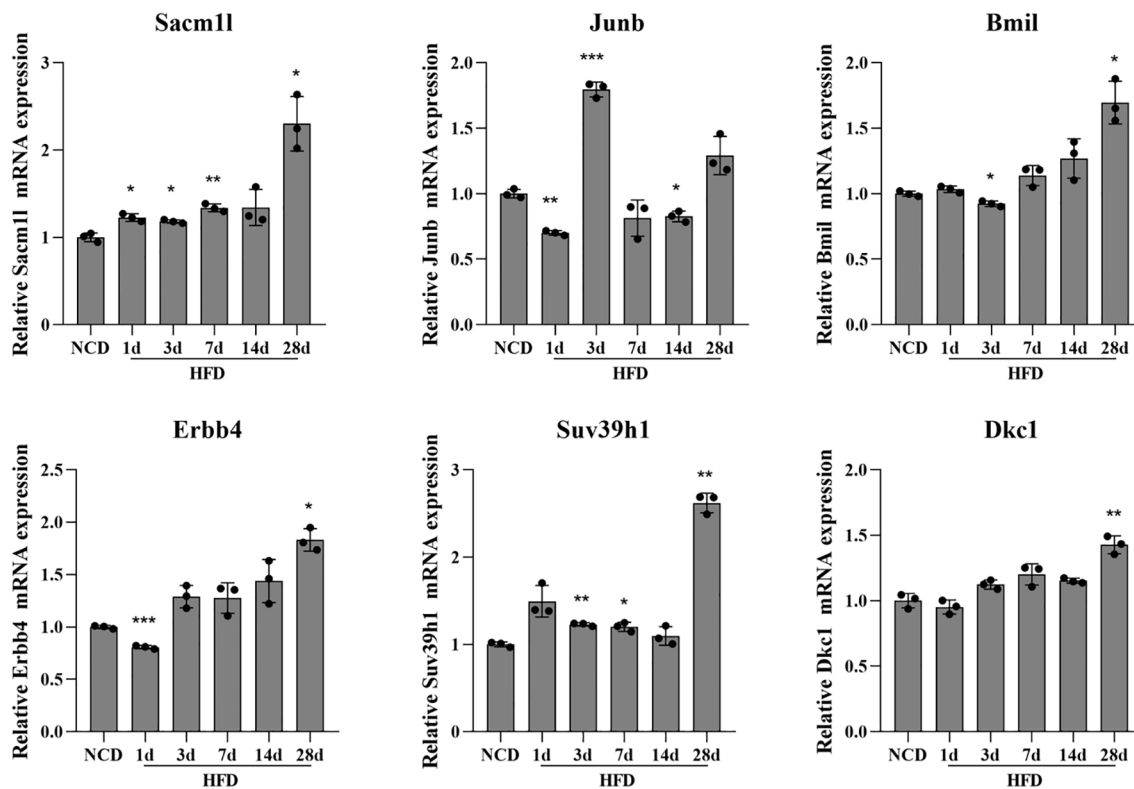 Sacm1l
Relative Sacm1l mRNA expression
4
3
2
1
0
*
*
**
*
NCD 1d 3d 7d 14d 28d
HFD
Junb
Relative Junb mRNA expression
2.0
1.5
1.0
0.5
0.0
**
***
*
NCD 1d 3d 7d 14d 28d
HFD
Bmil
Relative Bmil mRNA expression
2.0
1.5
1.0
0.5
0.0
*
*
NCD 1d 3d 7d 14d 28d
HFD
Erbb4
Relative Erbb4 mRNA expression
2.5
2.0
1.5
1.0
0.5
0.0
***
*
NCD 1d 3d 7d 14d 28d
HFD
Suv39h1
Relative Suv39h1 mRNA expression
3
2
1
0
**
*
**
NCD 1d 3d 7d 14d 28d
HFD
Dkc1
Relative Dkc1 mRNA expression
2.0
1.5
1.0
0.5
0.0
**
NCD 1d 3d 7d 14d 28d
HFD